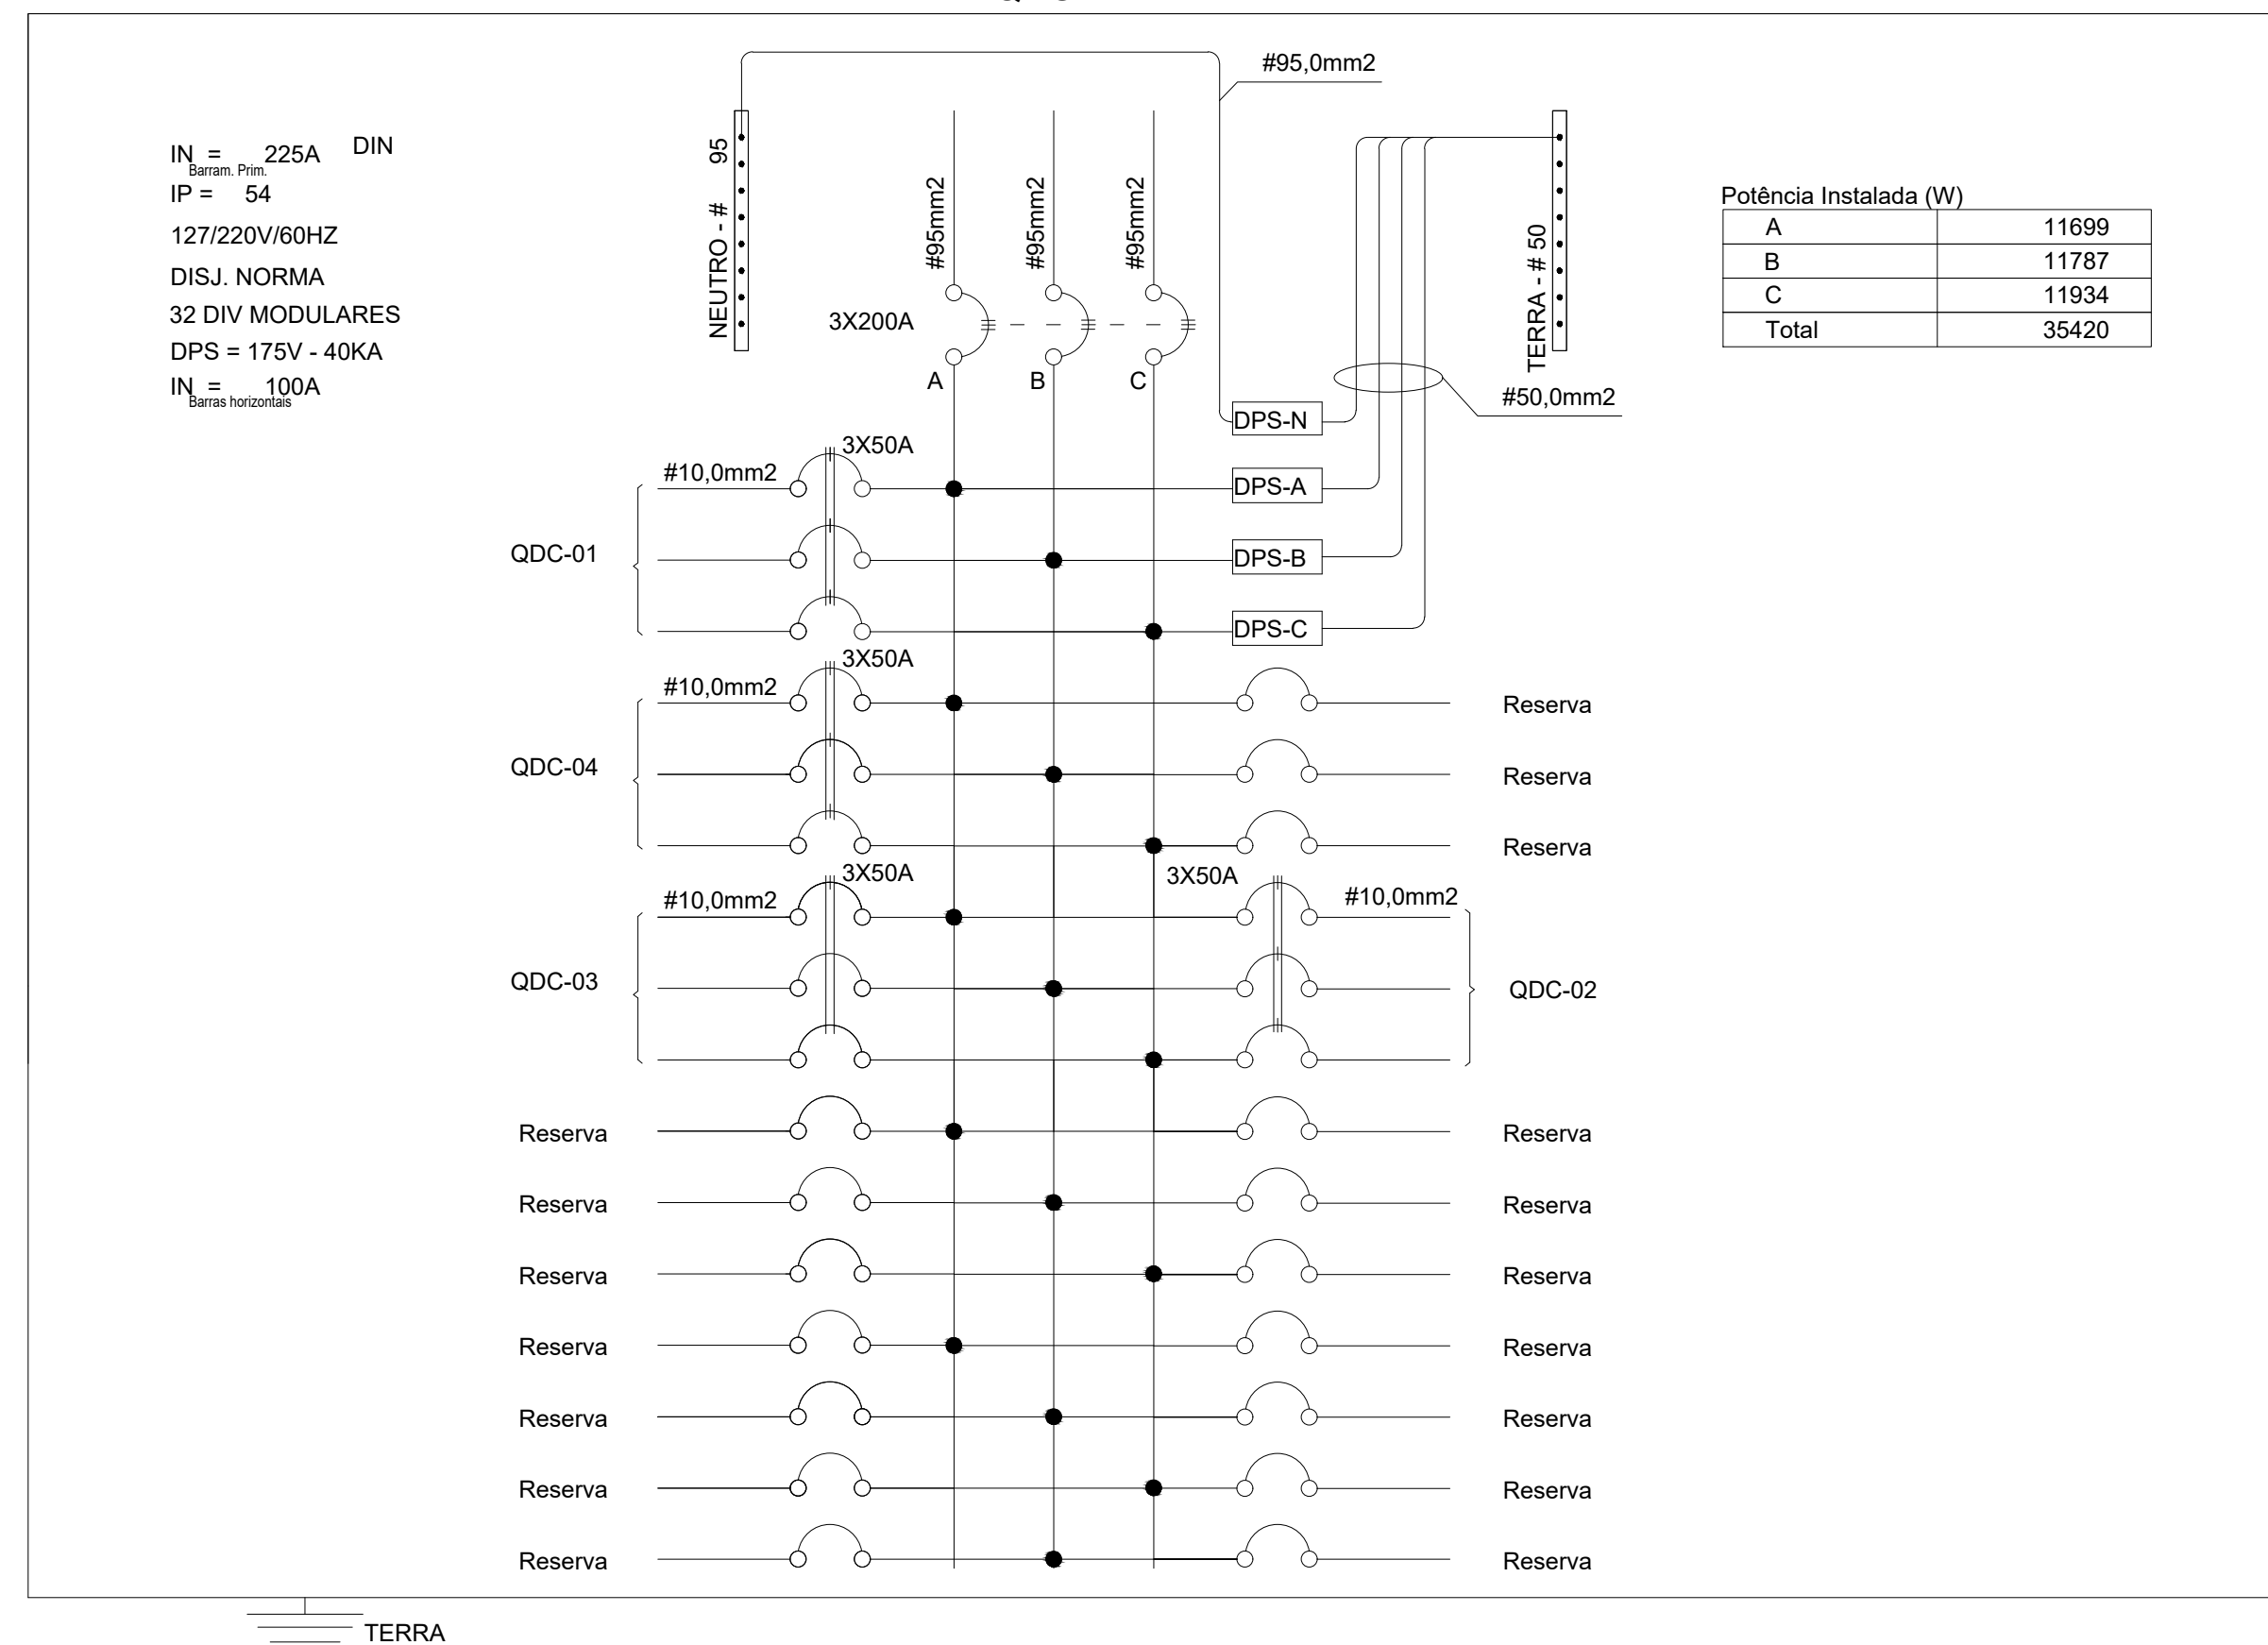 #95,0mm2
IN = 225A DIN
Barram. Prim.
IP = 54
127/220V/60HZ
DISJ. NORMA
32 DIV MODULARES
DPS = 175V - 40KA
IN = 100A
Barras horizontais
NEUTRO - # 95
#95mm2
#95mm2
#95mm2
3X200A
A
B
C
TERRA - # 50
#50,0mm2
Potência Instalada (W)
A 11699
B 11787
C 11934
Total 35420
DPS-N
3X50A
#10,0mm2
DPS-A
QDC-01
DPS-B
DPS-C
3X50A
#10,0mm2
Reserva
QDC-04
Reserva
Reserva
3X50A
3X50A
#10,0mm2
#10,0mm2
QDC-03
QDC-02
Reserva
Reserva
Reserva
Reserva
Reserva
Reserva
Reserva
Reserva
Reserva
Reserva
Reserva
Reserva
Reserva
Reserva
TERRA